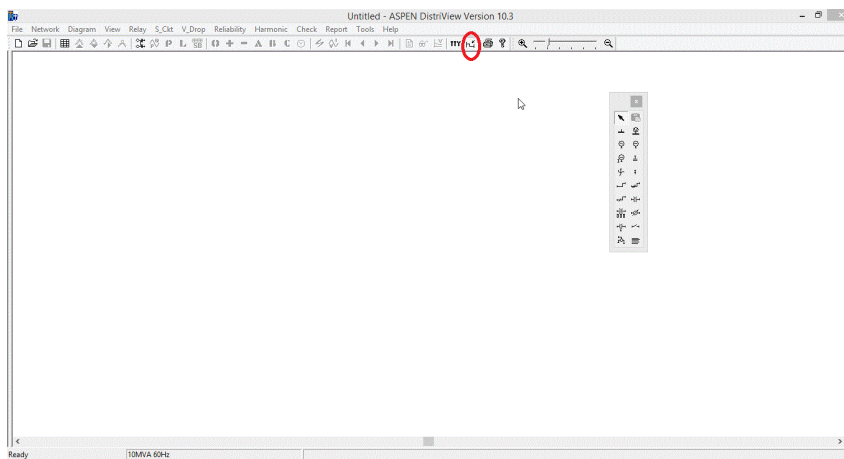 Untitled - ASPEN DistriView Version 10.3
File Network Diagram View Relay S_Ckt V_Drop Reliability Harmonic Check Report Tools Help
TTY
Ready 10MVA 60Hz